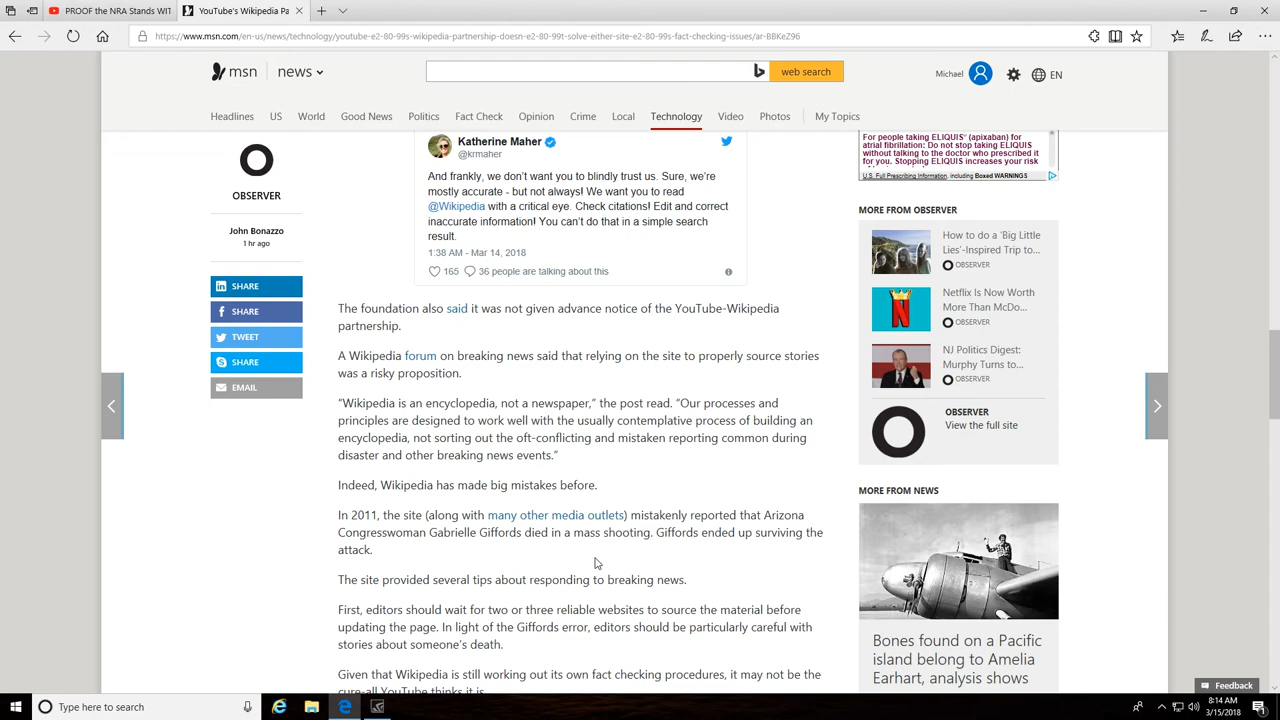 PROOF the NRA Stands WIT
YouTube's Wikipedia Pa
https://www.msn.com/en-us/news/technology/youtube-e2-80-99s-wikipedia-partnership-doesn-e2-80-99t-solve-either-site-e2-80-99s-fact-checking-issues/ar-BBKeZ96
msn news
web search
Michael
EN
Headlines US World Good News Politics Fact Check Opinion Crime Local Technology Video Photos My Topics
OBSERVER
John Bonazzo
1 hr ago
SHARE
SHARE
TWEET
SHARE
EMAIL
Katherine Maher
@krmaher
And frankly, we don't want you to blindly trust us. Sure, we're
mostly accurate - but not always! We want you to read
@Wikipedia with a critical eye. Check citations! Edit and correct
inaccurate information! You can't do that in a simple search
result.
1:38 AM - Mar 14, 2018
165 36 people are talking about this
The foundation also said it was not given advance notice of the YouTube-Wikipedia
partnership.
A Wikipedia forum on breaking news said that relying on the site to properly source stories
was a risky proposition.
“Wikipedia is an encyclopedia, not a newspaper,” the post read. “Our processes and
principles are designed to work well with the usually contemplative process of building an
encyclopedia, not sorting out the oft-conflicting and mistaken reporting common during
disaster and other breaking news events.”
Indeed, Wikipedia has made big mistakes before.
In 2011, the site (along with many other media outlets) mistakenly reported that Arizona
Congresswoman Gabrielle Giffords died in a mass shooting. Giffords ended up surviving the
attack.
The site provided several tips about responding to breaking news.
First, editors should wait for two or three reliable websites to source the material before
updating the page. In light of the Giffords error, editors should be particularly careful with
stories about someone's death.
Given that Wikipedia is still working out its own fact checking procedures, it may not be the
cure-all YouTube thinks it is
For people taking ELIQUIS® (apixaban) for
atrial fibrillation: Do not stop taking ELIQUIS
without talking to the doctor who prescribed it
for you. Stopping ELIQUIS increases your risk
U.S. Full Prescribing Information, including Boxed WARNINGS
MORE FROM OBSERVER
How to do a 'Big Little
Lies'-Inspired Trip to...
OBSERVER
Netflix Is Now Worth
More Than McDo...
OBSERVER
NJ Politics Digest:
Murphy Turns to...
OBSERVER
OBSERVER
View the full site
MORE FROM NEWS
Bones found on a Pacific
island belong to Amelia
Earhart, analysis shows
Feedback
Type here to search
8:14 AM
3/15/2018